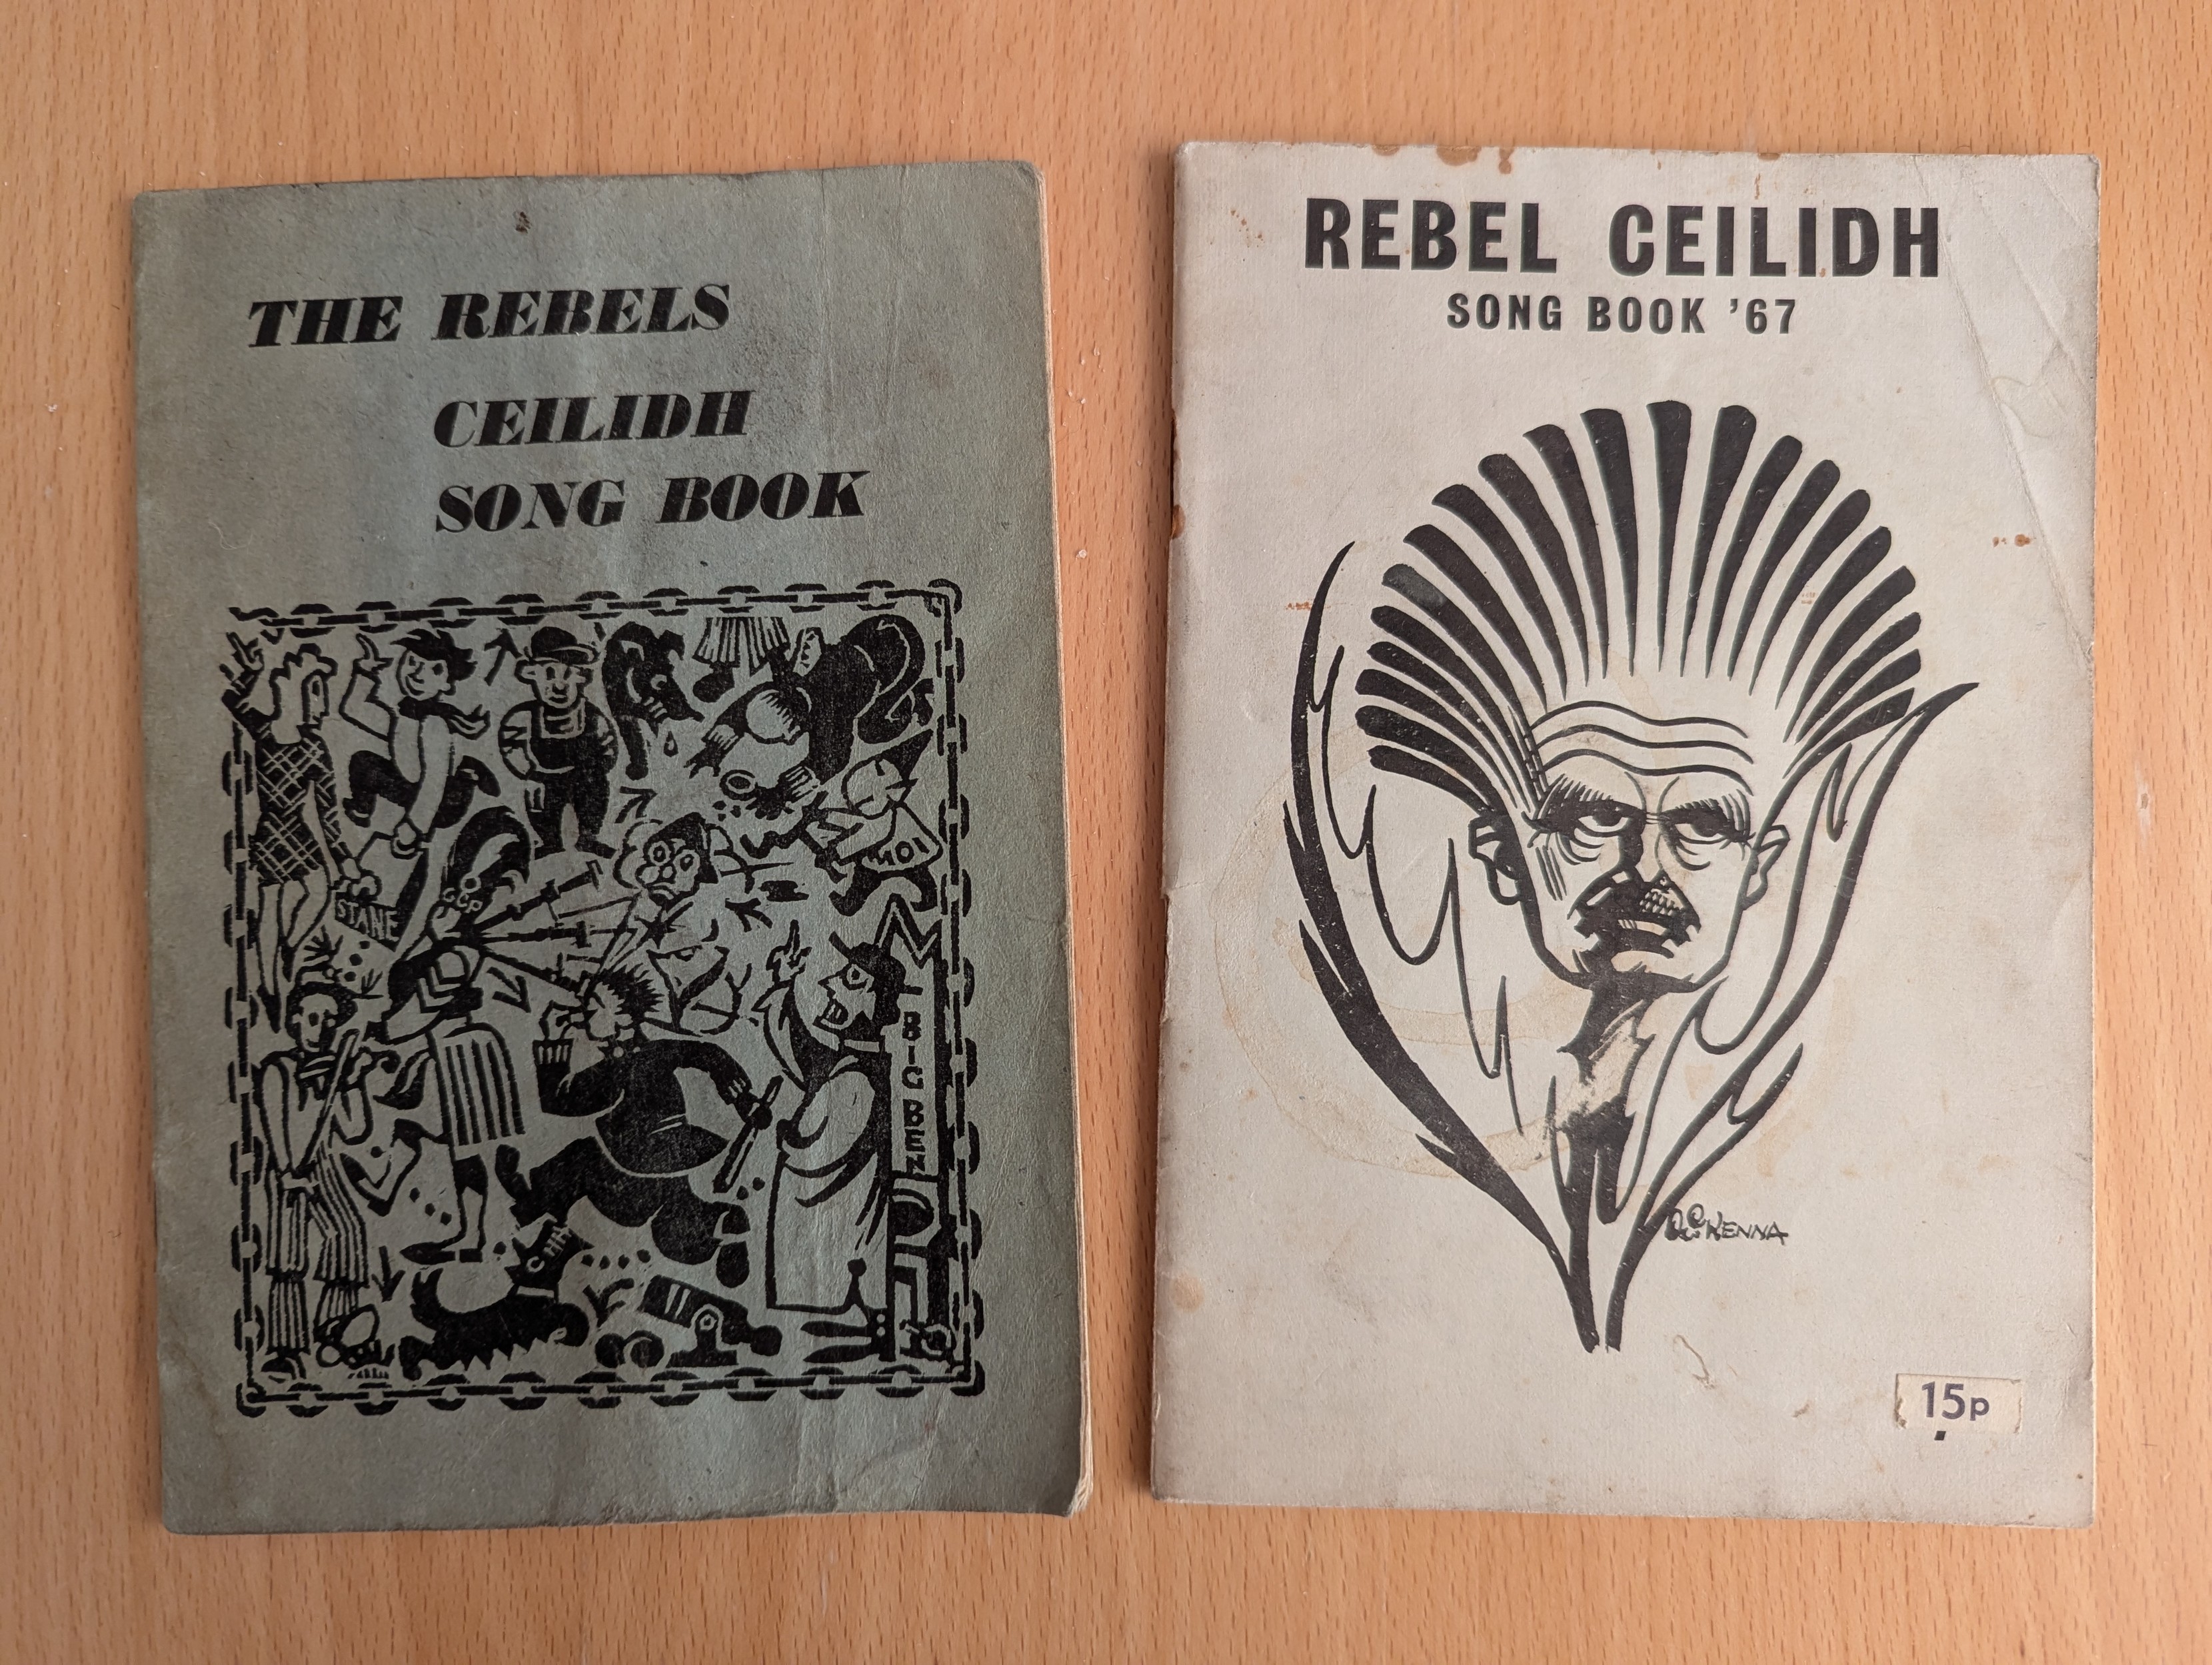 THE REBELS
CEILIDH
SONG BOOK
STANE
MOI
BIG BEN
REBEL CEILIDH
SONG BOOK '67
McKENNA
15p